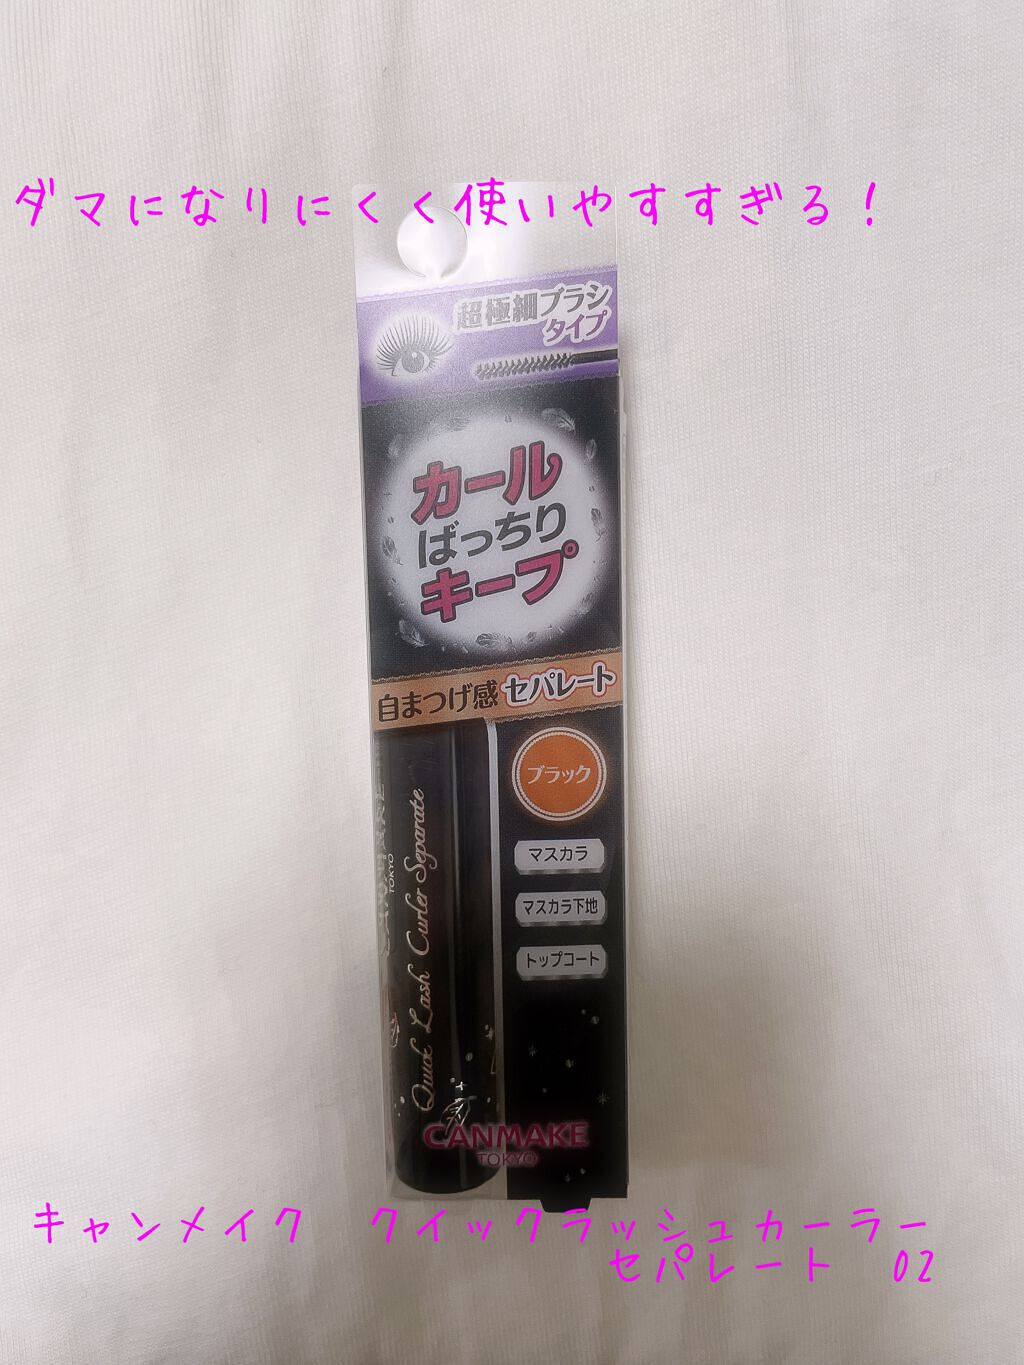 ダマになりにくく使いやすすぎる！
超極細ブラシ
タイプ
カール
ばっちり
キープ
自まつげ感 セパレート
ブラック
マスカラ
マスカラ下地
トップコート
CANMAKE
TOKYO
Quick Lash Curler Separate
CANMAKE
TOKYO
キャンメイク クイックラッシュカーラー
セパレート 02